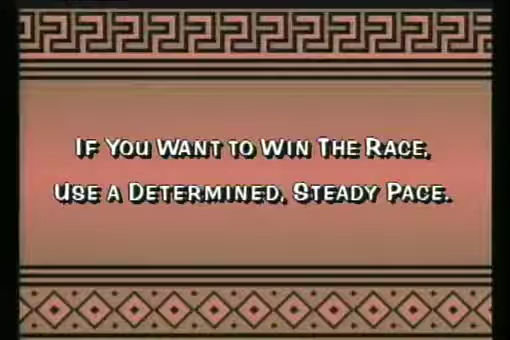 If You Want to Win The Race,
Use a Determined, Steady Pace.